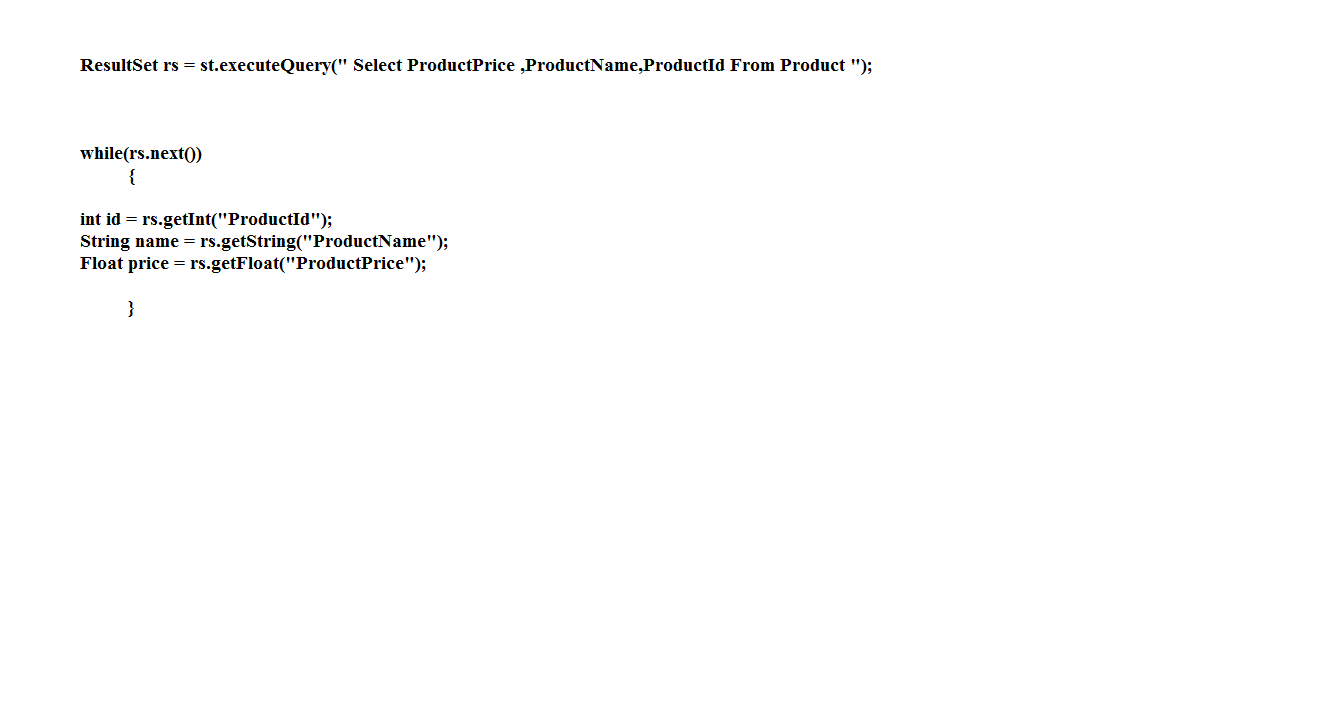 ResultSet rs = st.executeQuery(" Select ProductPrice ,ProductName,ProductId From Product ");
while(rs.next())
{
int id = rs.getInt("ProductId");
String name = rs.getString("ProductName");
Float price = rs.getFloat("ProductPrice");
}